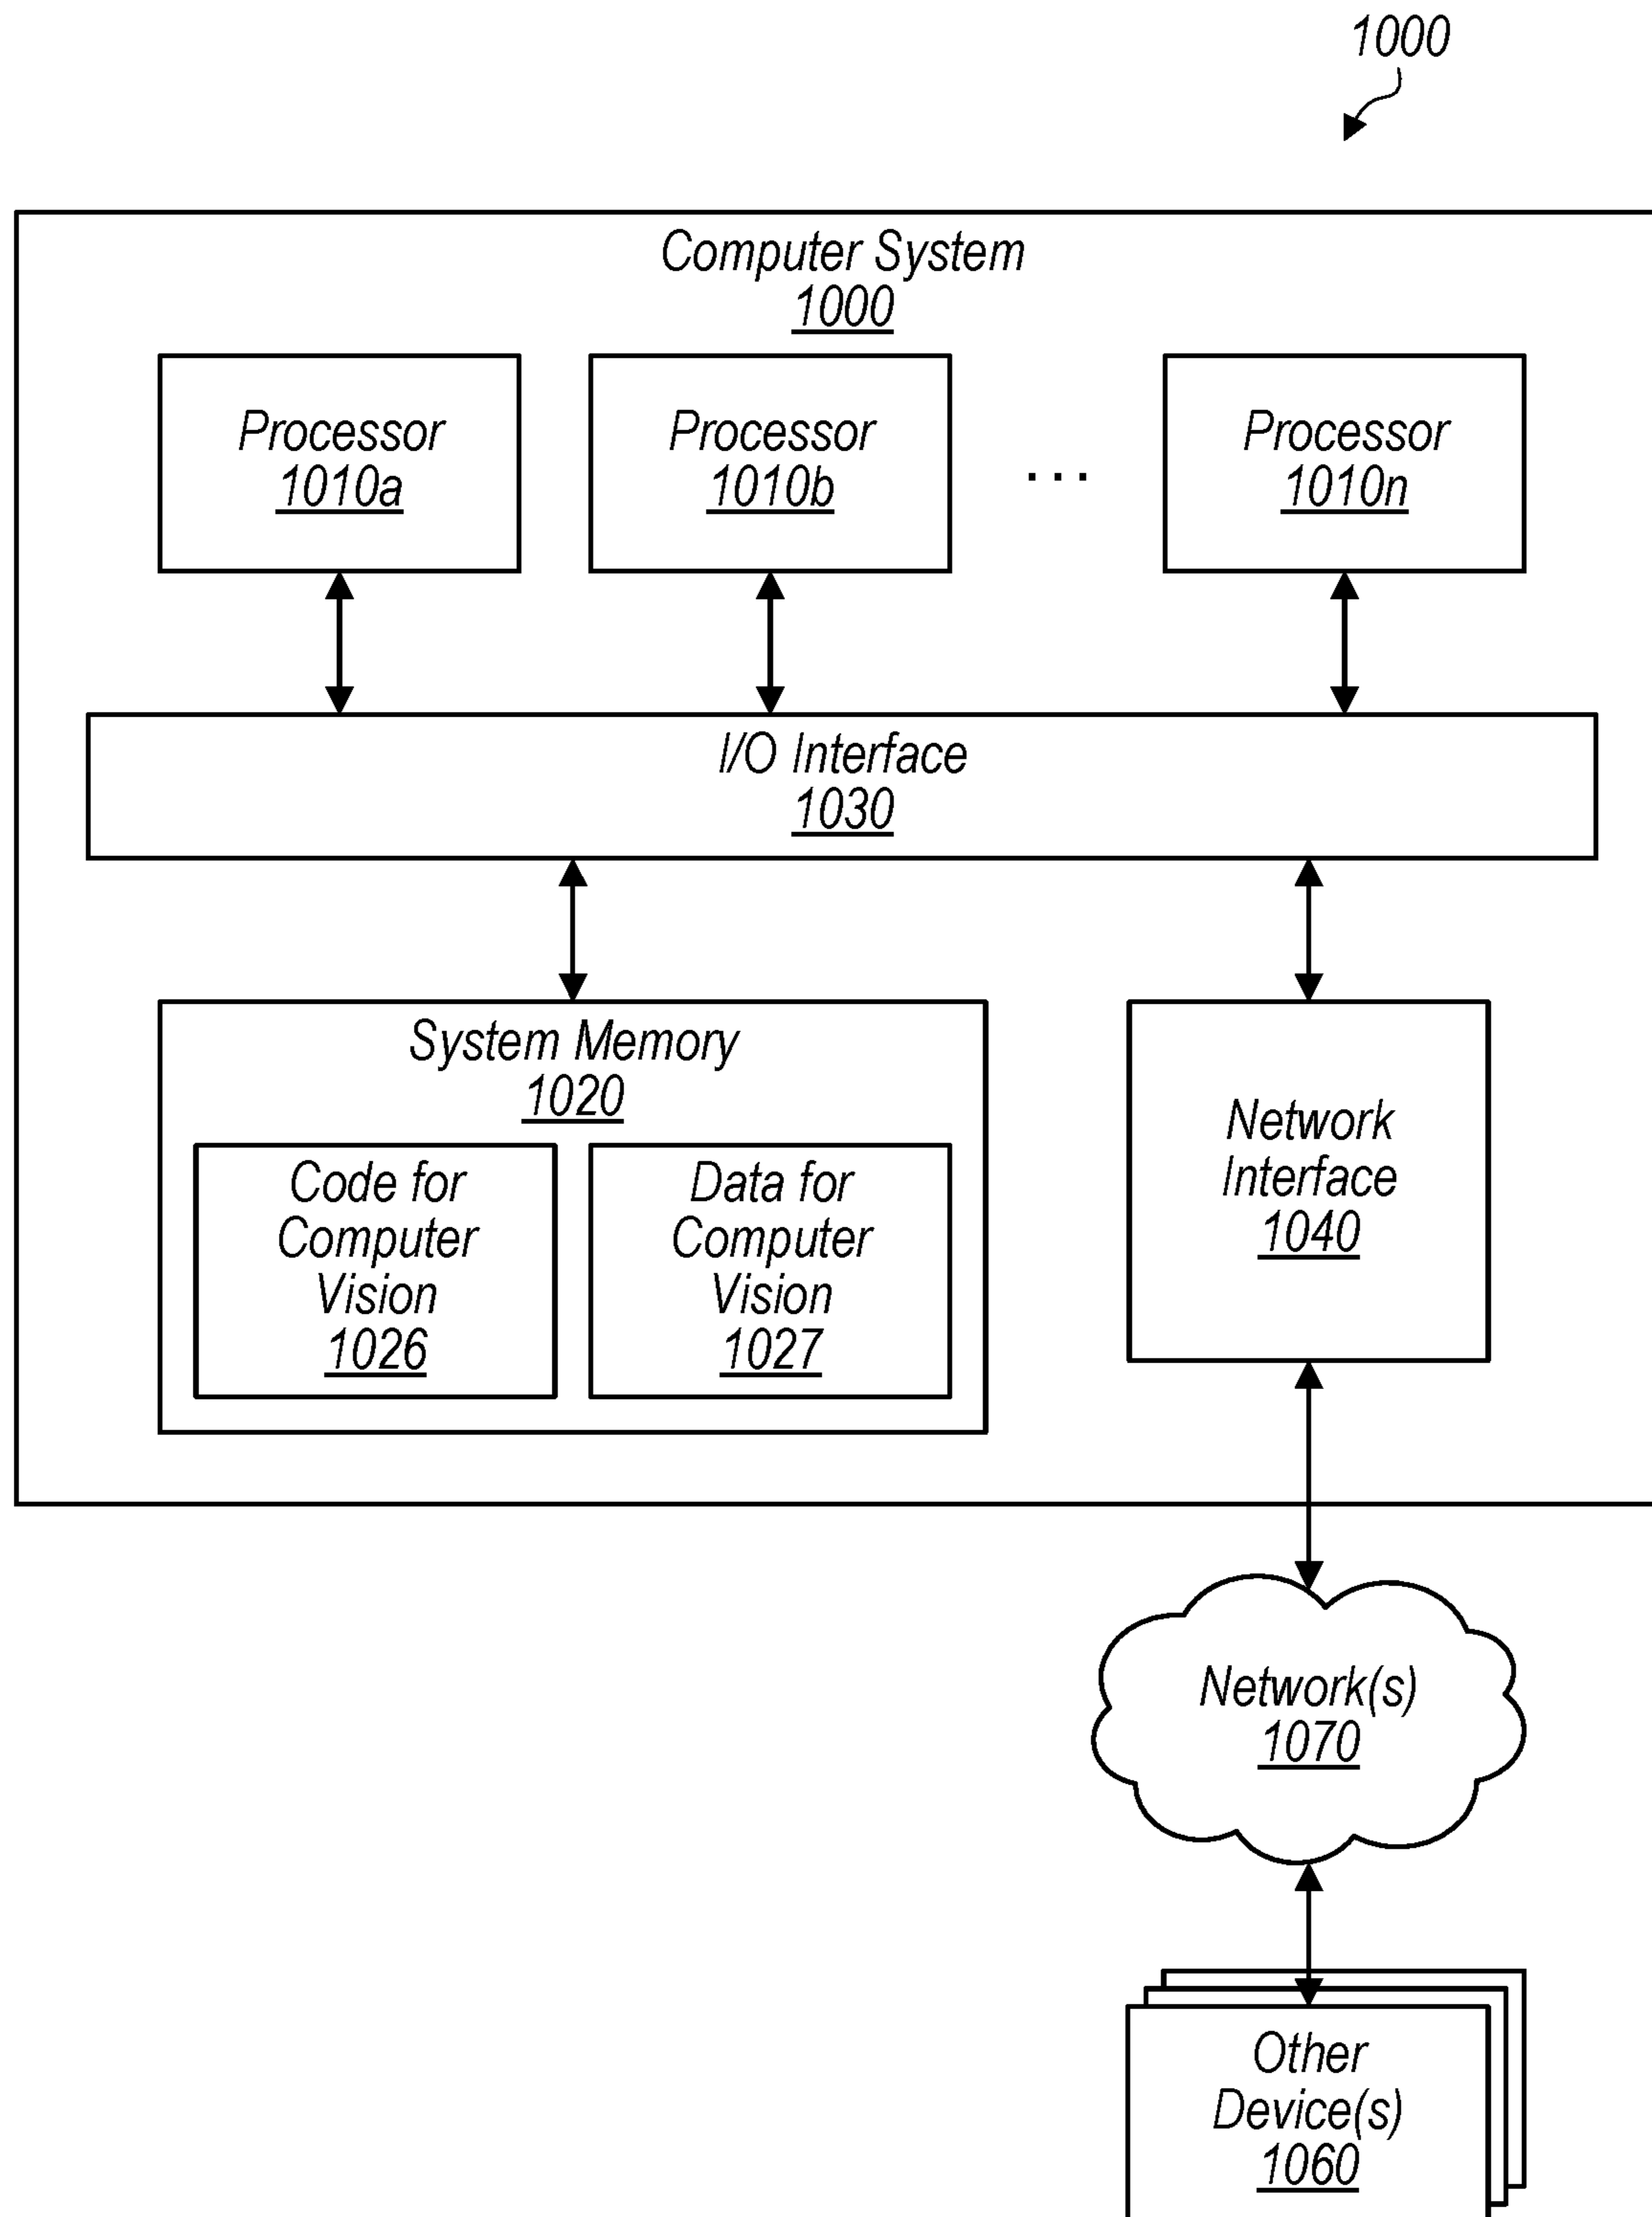 1000
Computer System
1000
Processor
1010a
Processor
1010b
...
Processor
1010n
I/O Interface
1030
System Memory
1020
Code for
Computer
Vision
1026
Data for
Computer
Vision
1027
Network
Interface
1040
Network(s)
1070
Other
Device(s)
1060